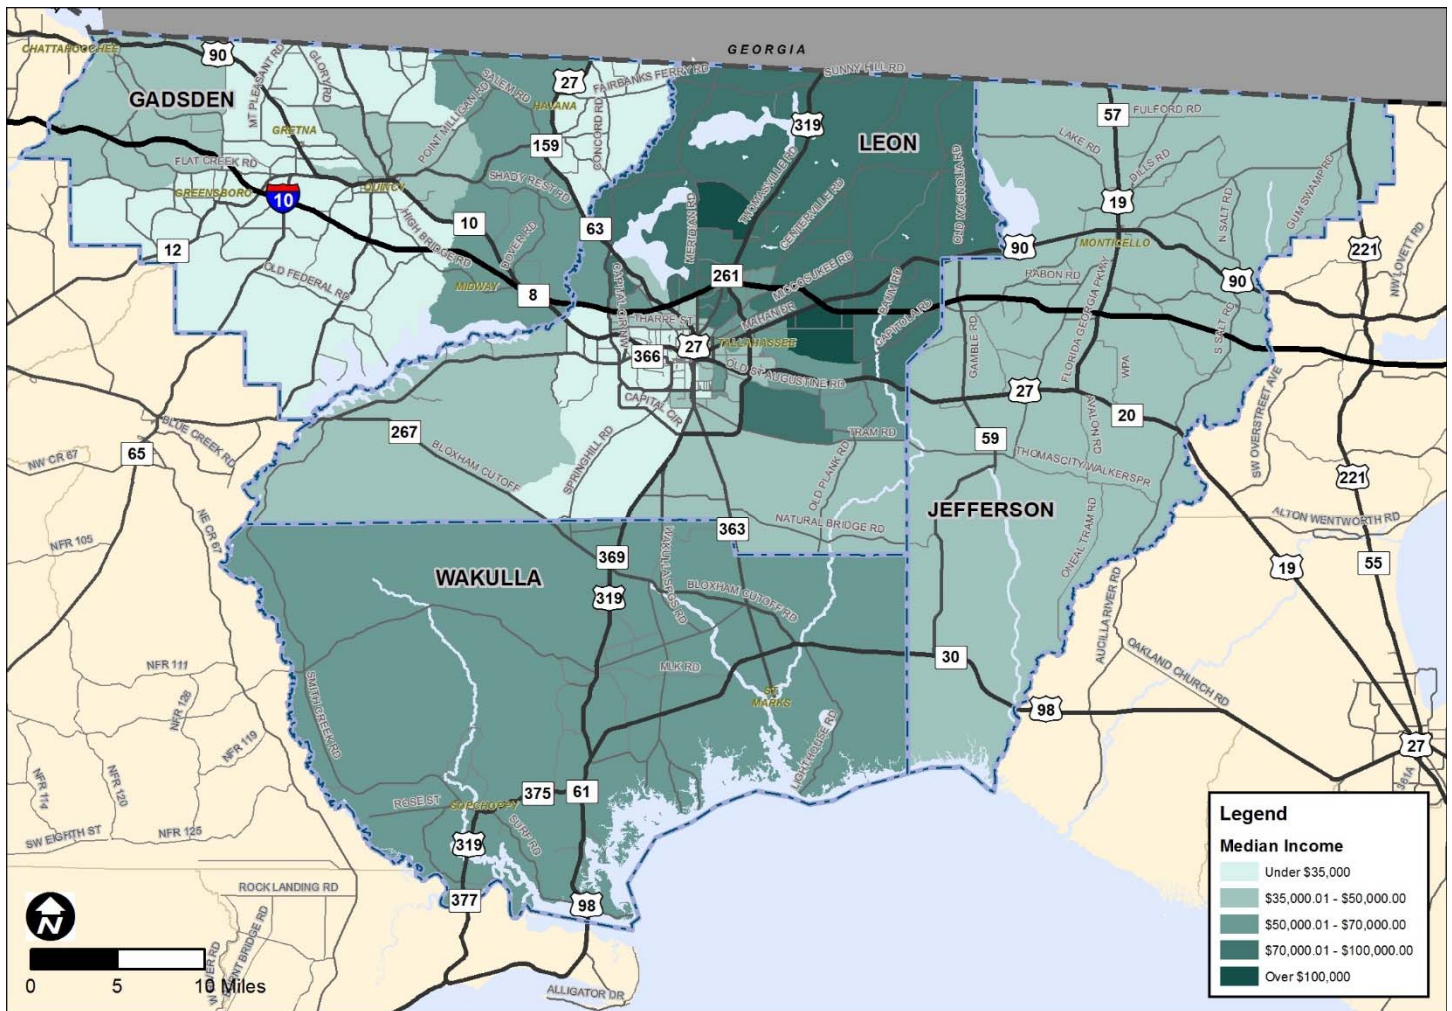 GEORGIA
CHATTAHOOCHEE
90
GADSDEN
MT PLEASANT RD
GLORY RD
GRETNA
POINT MILLIGAN RD
SALEM RD
27
HAVANA
FAIRBANKS FERRY RD
CONCORD RD
159
SUNNY HILL RD
319
LEON
57
FULFORD RD
LAKE RD
DILLS RD
FLAT CREEK RD
GREENSBORO
10
QUINCY
SHADY REST RD
HIGH BRIDGE RD
10
DOVER RD
63
MERIDIAN RD
THOMASVILLE RD
CENTERVILLE RD
OLD MAGNOLIA RD
19
N SALT RD
GUM SWAMP RD
12
OLD FEDERAL RD
MIDWAY
8
CAPITAL CIR NW
261
MICCOSUKEE RD
BAUM RD
90
MONTICELLO
RABON RD
90
221
NW LOVETT RD
THARPE ST
MAHAN DR
CAPITOLA RD
FLORIDA GEORGIA PKWY
S SALT RD
366
27
TALLAHASSEE
OLD ST AUGUSTINE RD
GAMBLE RD
WPA
27
20
AVALON RD
SW OVERSTREET AVE
65
BLUE CREEK RD
NW CR 67
267
BLOXHAM CUTOFF
CAPITAL CIR
SPRINGHILL RD
TRAM RD
OLD PLANK RD
59
THOMASCITY WALKERSPR
221
NE CR 67
NFR 105
363
NATURAL BRIDGE RD
JEFFERSON
ONEAL TRAM RD
ALTON WENTWORTH RD
369
WAKULLA
319
WAKULLA SPGS RD
BLOXHAM CUTOFF RD
19
55
NFR 111
SMITH CREEK RD
MLK RD
30
AUCILLA RIVER RD
OAKLAND CHURCH RD
NFR 126
NFR 119
ST
MARKS
98
NFR 114
NFR 120
LIGHTHOUSE RD
27
361A
SW EIGHTH ST
NFR 125
ROSE ST
SOPCHOPPY
375
61
SURF RD
319
ROCK LANDING RD
377
98
ALLIGATOR DR
N
0 5 10 Miles
Legend
Median Income
Under $35,000
$35,000.01 - $50,000.00
$50,000.01 - $70,000.00
$70,000.01 - $100,000.00
Over $100,000